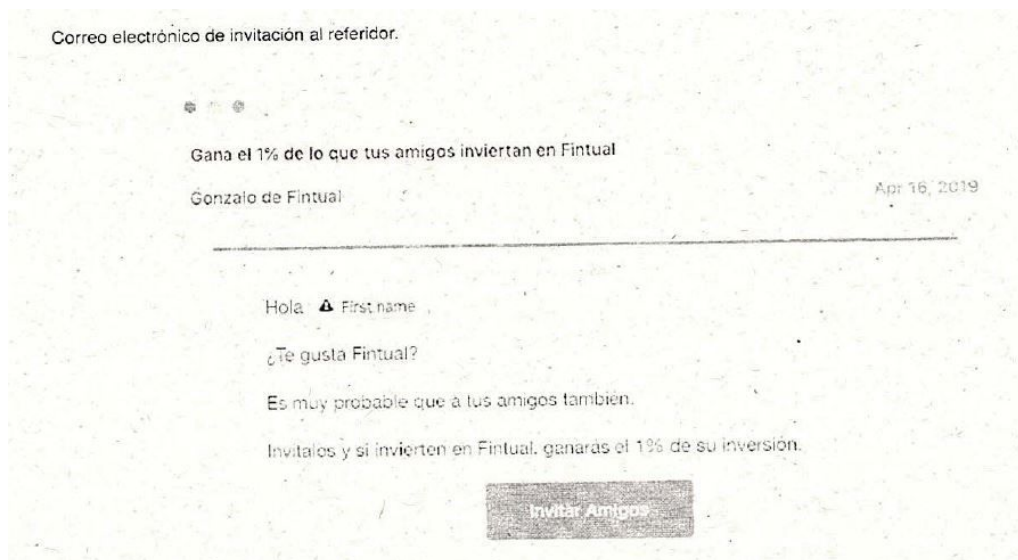 Correo electrónico de invitación al referidor.
Gana el 1% de lo que tus amigos inviertan en Fintual
Gonzalo de Fintual
Apr 16, 2019
Hola First name
¿Te gusta Fintual?
Es muy probable que a tus amigos también.
Invítalos y si invierten en Fintual, ganarás el 1% de su inversión.
Invitar Amigos